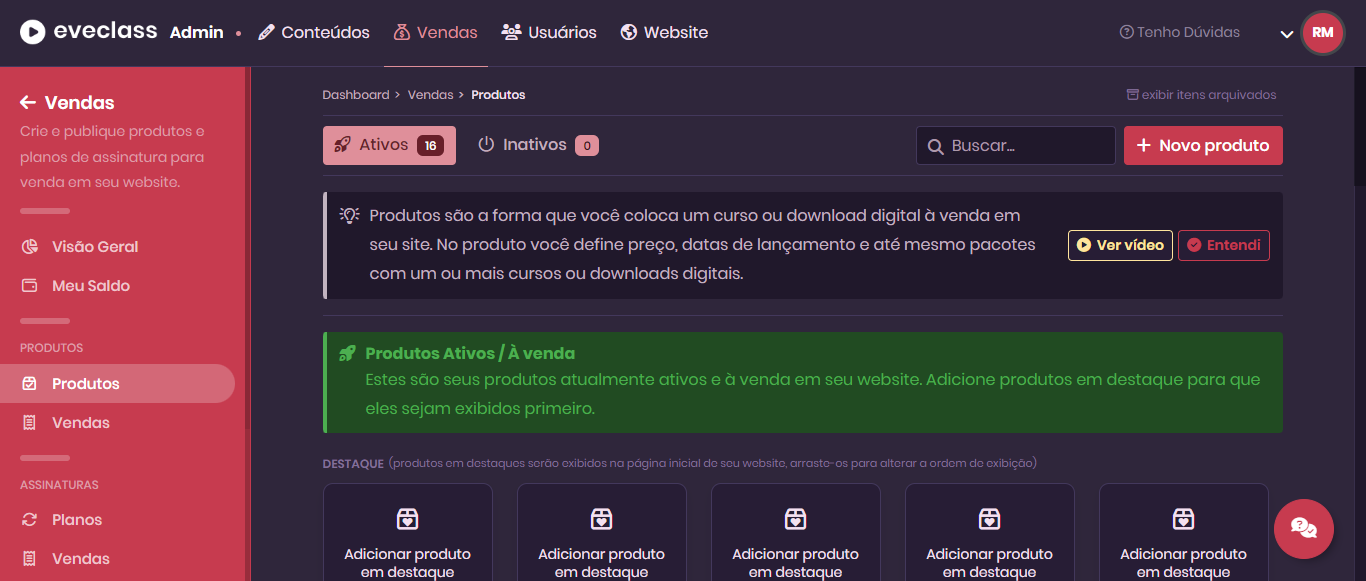 eveclass Admin • Conteúdos Vendas Usuários Website Tenho Dúvidas RM
Vendas
Crie e publique produtos e
planos de assinatura para
venda em seu website.
Visão Geral
Meu Saldo
PRODUTOS
Produtos
Vendas
ASSINATURAS
Planos
Vendas
Dashboard > Vendas > Produtos exibir itens arquivados
Ativos 16 Inativos 0 Buscar... + Novo produto
Produtos são a forma que você coloca um curso ou download digital à venda em
seu site. No produto você define preço, datas de lançamento e até mesmo pacotes
com um ou mais cursos ou downloads digitais.
Ver vídeo Entendi
Produtos Ativos / À venda
Estes são seus produtos atualmente ativos e à venda em seu website. Adicione produtos em destaque para que
eles sejam exibidos primeiro.
DESTAQUE (produtos em destaques serão exibidos na página inicial de seu website, arraste-os para alterar a ordem de exibição)
Adicionar produto
em destaque
Adicionar produto
em destaque
Adicionar produto
em destaque
Adicionar produto
em destaque
Adicionar produto
em destaque